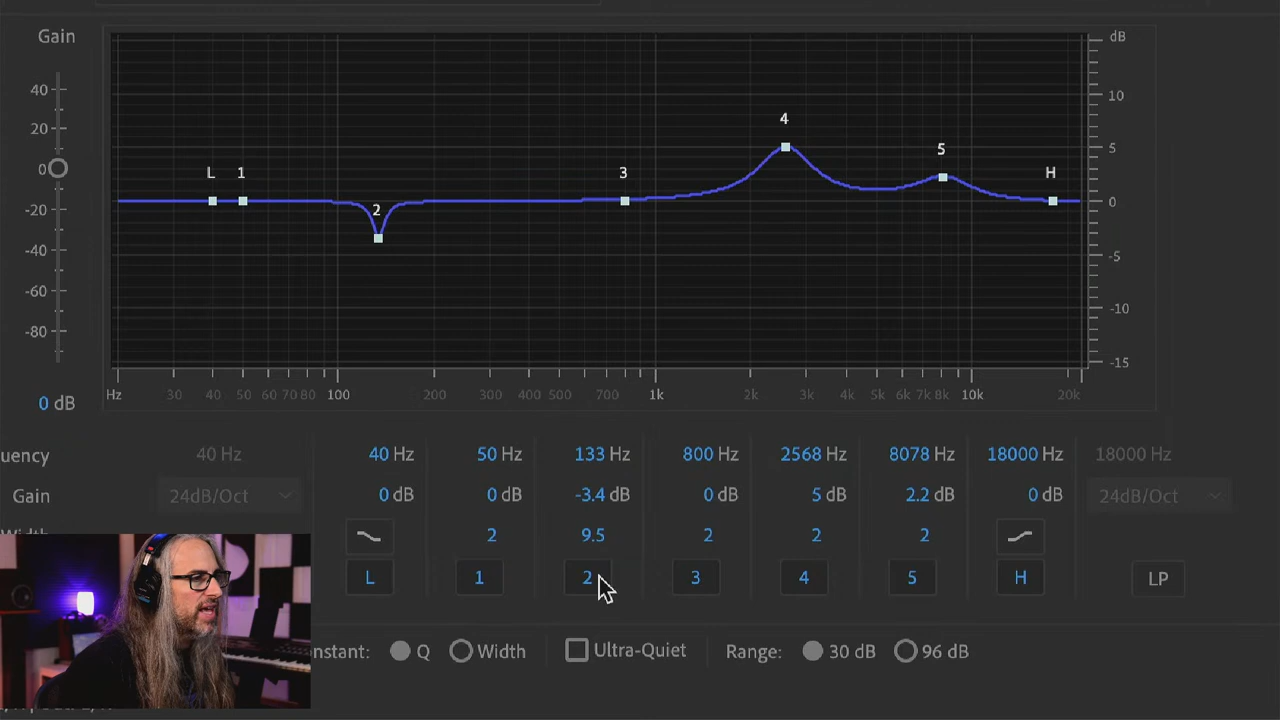 Gain
dB
40
20
0
-20
-40
-60
-80
0 dB
L 1 2 3 4 5 H
10
5
0
-5
-10
-15
Hz 30 40 50 60 70 80 100 200 300 400 500 700 1k 2k 3k 4k 5k 6k 7k 8k 10k 20k
uency 40 Hz 40 Hz 50 Hz 133 Hz 800 Hz 2568 Hz 8078 Hz 18000 Hz 18000 Hz
Gain 24dB/Oct 0 dB 0 dB -3.4 dB 0 dB 5 dB 2.2 dB 0 dB 24dB/Oct
Width 2 9.5 2 2 2
L 1 2 3 4 5 H LP
nstant: Q Width Ultra-Quiet Range: 30 dB 96 dB